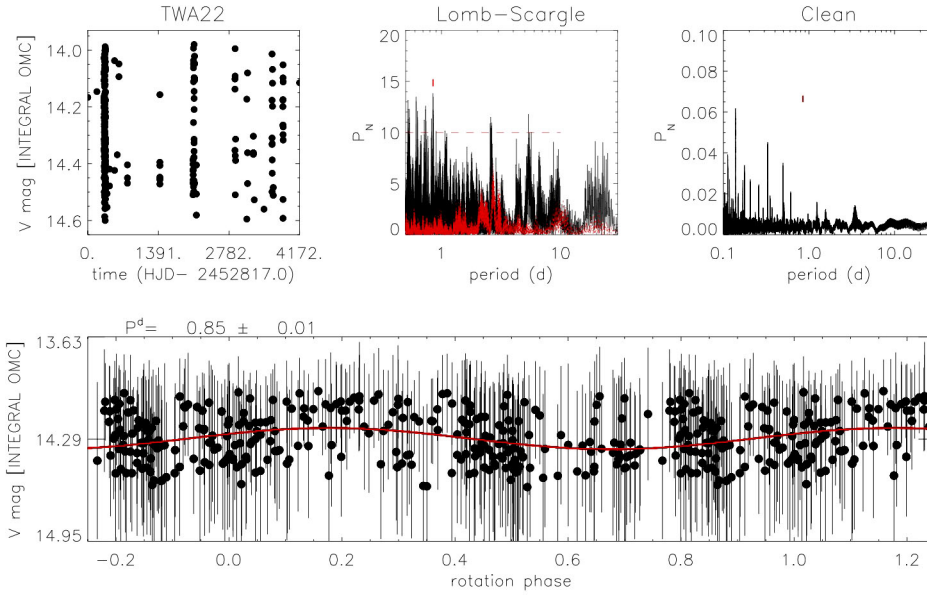 TWA22
Lomb-Scargle
Clean
V mag [INTEGRAL OMC]
14.0
14.2
14.4
14.6
0. 1391. 2782. 4172.
time (HJD- 2452817.0)
P_N
20
15
10
5
0
1 10
period (d)
P_N
0.10
0.08
0.06
0.04
0.02
0.00
0.1 1.0 10.0
period (d)
P^d= 0.85 ± 0.01
V mag [INTEGRAL OMC]
13.63
14.29
14.95
-0.2 0.0 0.2 0.4 0.6 0.8 1.0 1.2
rotation phase